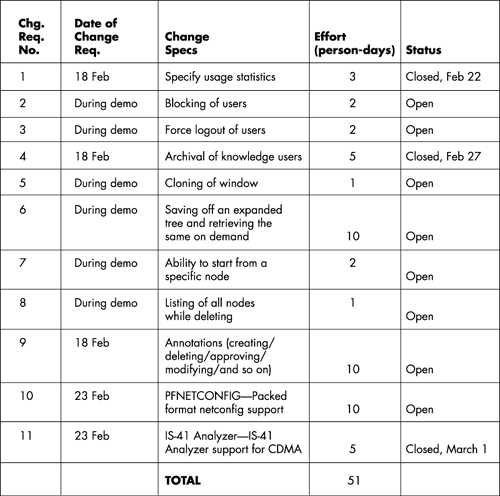 Chg. Req. No. Date of Change Req. Change Specs Effort (person-days) Status
1 18 Feb Specify usage statistics 3 Closed, Feb 22
2 During demo Blocking of users 2 Open
3 During demo Force logout of users 2 Open
4 18 Feb Archival of knowledge users 5 Closed, Feb 27
5 During demo Cloning of window 1 Open
6 During demo Saving off an expanded
tree and retrieving the
same on demand 10 Open
7 During demo Ability to start from a 2
specific node Open
8 During demo Listing of all nodes 1
while deleting Open
9 18 Feb Annotations (creating/
deleting/approving/
modifying/and so on) 10 Open
10 23 Feb PFNETCONFIG—Packed
format netconfig support 10 Open
11 23 Feb IS-41 Analyzer—IS-41
Analyzer support for CDMA 5 Closed, March 1
TOTAL 51